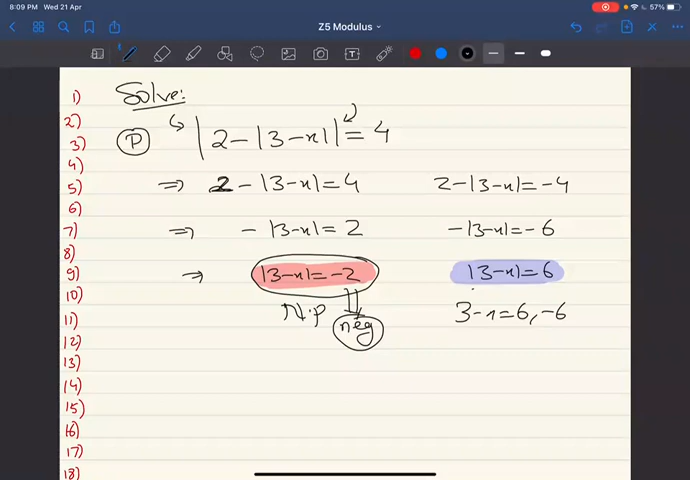 8:09 PM Wed 21 Apr
57%
Z5 Modulus
1) Solve:
2)
3) P |2-|3-x||=4
4)
5) ⇒ 2-|3-x|=4 2-|3-x|=-4
6)
7) ⇒ -|3-x|=2 -|3-x|=-6
8)
9) ⇒ |3-x|=-2 |3-x|=6
10)
11) N.P neg 3-x=6,-6
12)
13)
14)
15)
16)
17)
18)